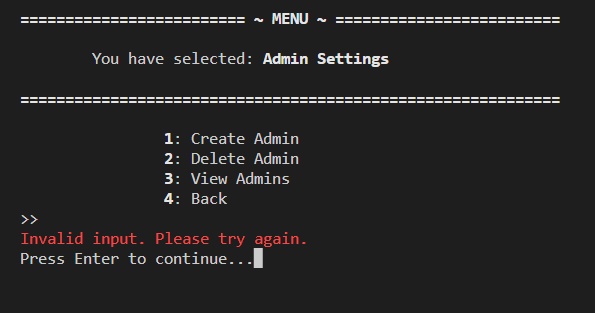 ========================= ~ MENU ~ =========================
You have selected: Admin Settings
============================================================
1: Create Admin
2: Delete Admin
3: View Admins
4: Back
>>
Invalid input. Please try again.
Press Enter to continue...